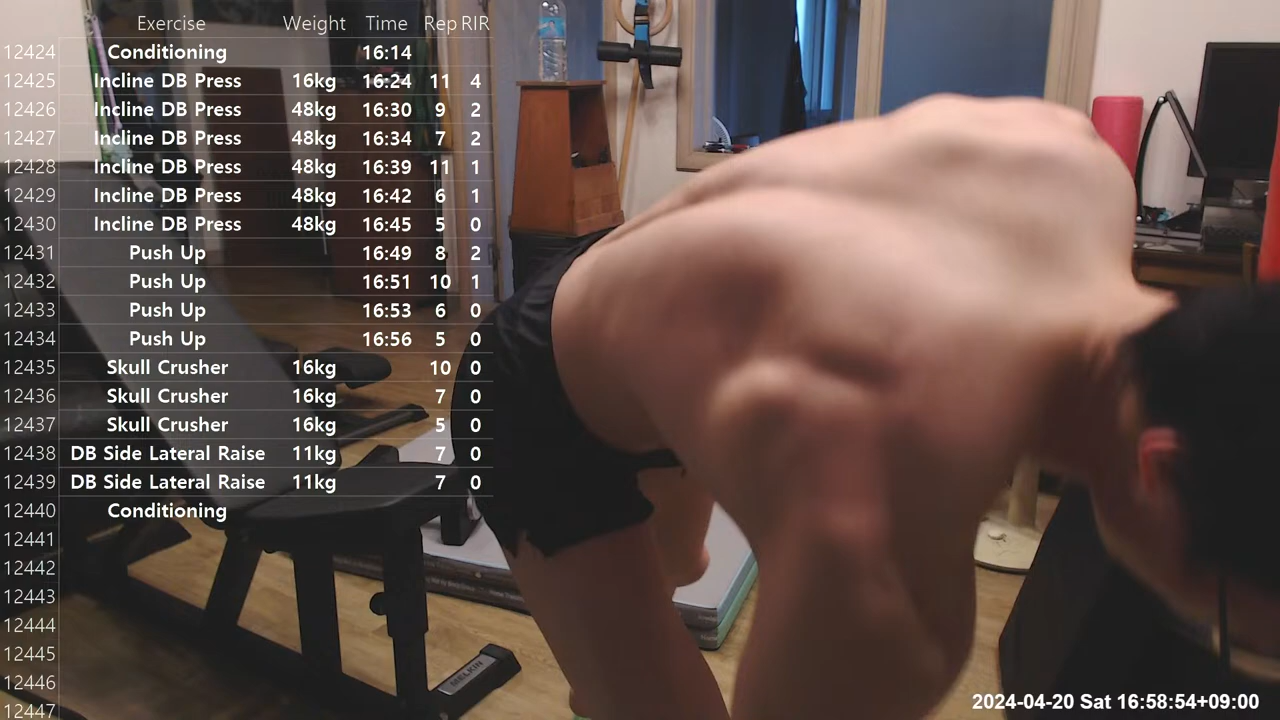 Exercise Weight Time Rep RIR
12424 Conditioning 16:14
12425 Incline DB Press 16kg 16:24 11 4
12426 Incline DB Press 48kg 16:30 9 2
12427 Incline DB Press 48kg 16:34 7 2
12428 Incline DB Press 48kg 16:39 11 1
12429 Incline DB Press 48kg 16:42 6 1
12430 Incline DB Press 48kg 16:45 5 0
12431 Push Up 16:49 8 2
12432 Push Up 16:51 10 1
12433 Push Up 16:53 6 0
12434 Push Up 16:56 5 0
12435 Skull Crusher 16kg 10 0
12436 Skull Crusher 16kg 7 0
12437 Skull Crusher 16kg 5 0
12438 DB Side Lateral Raise 11kg 7 0
12439 DB Side Lateral Raise 11kg 7 0
12440 Conditioning
12441
12442
12443
12444
12445
12446
12447
MELKIN
2024-04-20 Sat 16:58:54+09:00